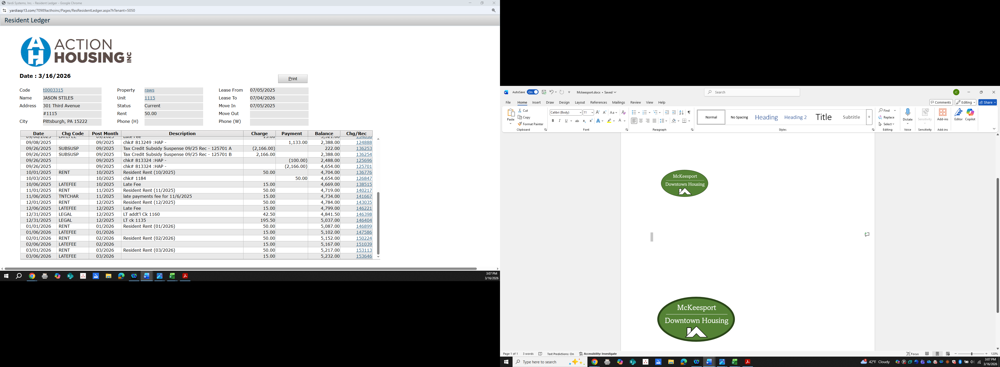 Yardi Systems, Inc. - Resident Ledger - Google Chrome
yardiasp13.com/70989acthoinc/Pages/ResResidentLedger.aspx?hTenant=5050
Resident Ledger
ACTION
HOUSING INC
Date : 3/16/2026
Print
Code t0003315 Property raws Lease From 07/05/2025
Name JASON STILES Unit 1115 Lease To 07/04/2026
Address 301 Third Avenue Status Current Move In 07/05/2025
#1115 Rent 50.00 Move Out
City Pittsburgh, PA 15222 Phone (H) Phone (W)
Date Chg Code Post Month Description Charge Payment Balance Chg/Rec
09/06/2025 LATEFEE 09/2025 Late Fee 15.00 3,521.00
09/08/2025 09/2025 chk# 813249 :HAP - 1,133.00 2,388.00 124888
09/26/2025 SUBSUSP 09/2025 Tax Credit Subsidy Suspense 09/25 Rec - 125701 A (2,166.00) 222.00 136253
09/26/2025 SUBSUSP 09/2025 Tax Credit Subsidy Suspense 09/25 Rec - 125701 B 2,166.00 2,388.00 136254
09/26/2025 09/2025 chk# 813324 :HAP - (100.00) 2,488.00 125696
09/26/2025 09/2025 chk# 813324 :HAP - (2,166.00) 4,654.00 125701
10/01/2025 RENT 10/2025 Resident Rent (10/2025) 50.00 4,704.00 136776
10/03/2025 10/2025 chk# 1184 50.00 4,654.00 126847
10/06/2025 LATEFEE 10/2025 Late Fee 15.00 4,669.00 138515
11/01/2025 RENT 11/2025 Resident Rent (11/2025) 50.00 4,719.00 140217
11/06/2025 TNTCHAR 11/2025 late payments fee for 11/6/2025 15.00 4,734.00 141667
12/01/2025 RENT 12/2025 Resident Rent (12/2025) 50.00 4,784.00 143035
12/06/2025 LATEFEE 12/2025 Late Fee 15.00 4,799.00 146221
12/31/2025 LEGAL 12/2025 LT addt'l Ck 1160 42.50 4,841.50 146398
12/31/2025 LEGAL 12/2025 LT ck 1135 195.50 5,037.00 146404
01/01/2026 RENT 01/2026 Resident Rent (01/2026) 50.00 5,087.00 146899
01/06/2026 LATEFEE 01/2026 15.00 5,102.00 147586
02/01/2026 RENT 02/2026 Resident Rent (02/2026) 50.00 5,152.00 150224
02/06/2026 LATEFEE 02/2026 15.00 5,167.00 151039
03/01/2026 RENT 03/2026 Resident Rent (03/2026) 50.00 5,217.00 153113
03/06/2026 LATEFEE 03/2026 15.00 5,232.00 153646
3:07 PM
3/16/2026
AutoSave On Mckeesport.docx • Saved Search JC
File Home Insert Draw Design Layout References Mailings Review View Help Comments Editing Share
Paste Cut Copy Format Painter
Calibri (Body) 11
Normal No Spacing Heading Heading 2 Title Subtitle
Find Replace Select Dictate Sensitivity Add-ins Editor Copilot
Clipboard Font Paragraph Styles Editing Voice Sensitivity Add-ins
McKeesport
Downtown Housing
McKeesport
Downtown Housing
Page 1 of 1 3 words Text Predictions: On Accessibility: Investigate Focus 120%
Type here to search 42°F Cloudy 3:07 PM
3/16/2026